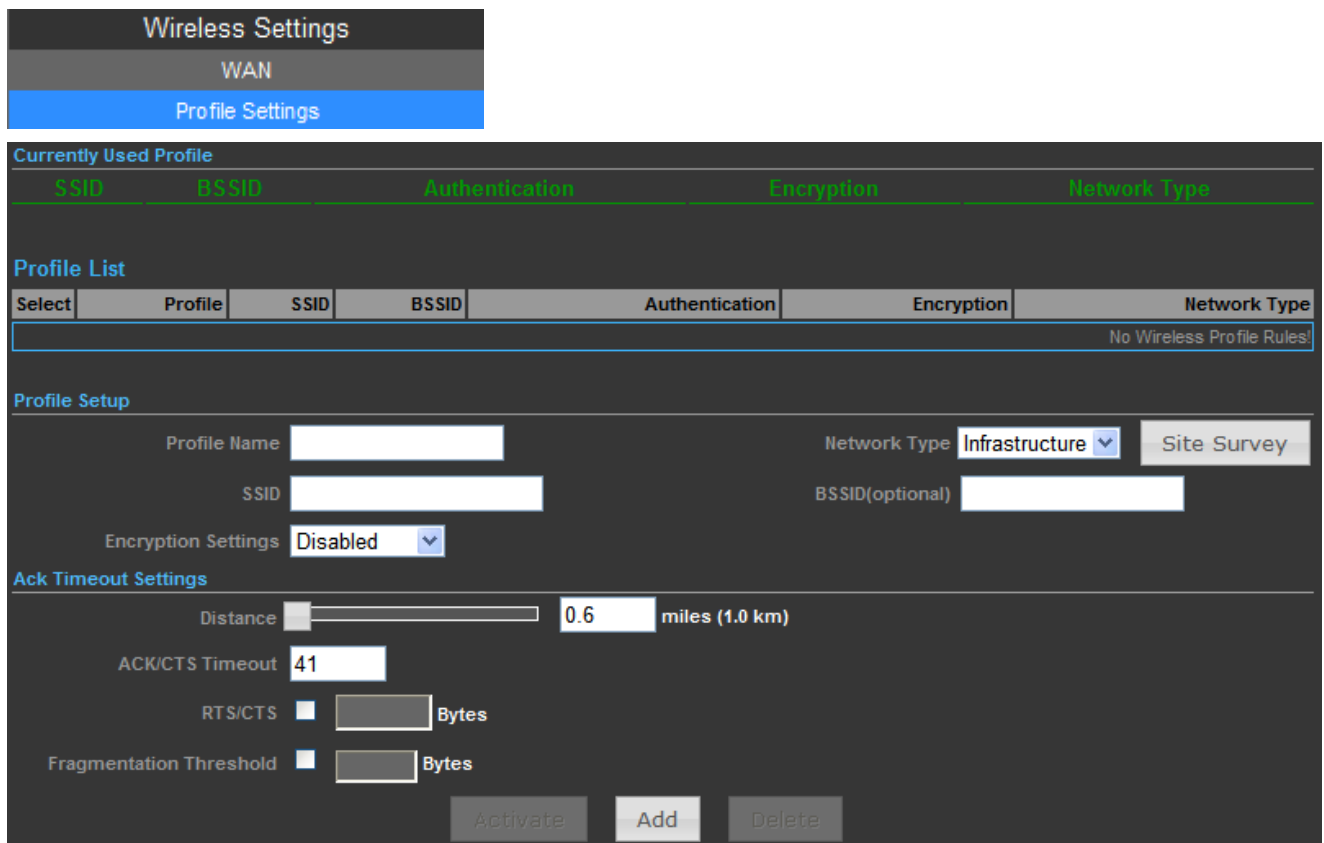 Wireless Settings
WAN
Profile Settings
Currently Used Profile
SSID BSSID Authentication Encryption Network Type
Profile List
Select Profile SSID BSSID Authentication Encryption Network Type
No Wireless Profile Rules!
Profile Setup
Profile Name Network Type Infrastructure Site Survey
SSID BSSID(optional)
Encryption Settings Disabled
Ack Timeout Settings
Distance 0.6 miles (1.0 km)
ACK/CTS Timeout 41
RTS/CTS Bytes
Fragmentation Threshold Bytes
Activate Add Delete